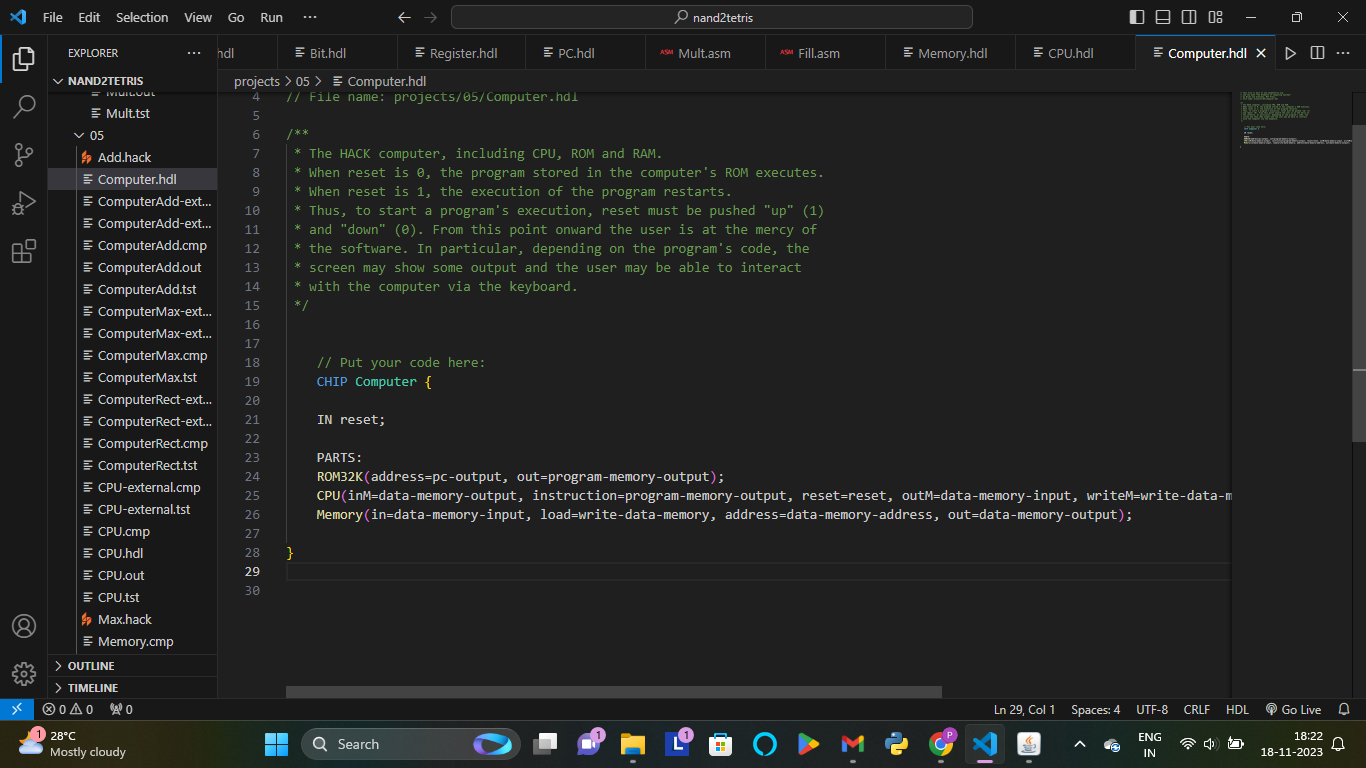 File Edit Selection View Go Run ··· nand2tetris
EXPLORER ···
NAND2TETRIS
Mult.out
Mult.tst
05
Add.hack
Computer.hdl
ComputerAdd-ext...
ComputerAdd-ext...
ComputerAdd.cmp
ComputerAdd.out
ComputerAdd.tst
ComputerMax-ext...
ComputerMax-ext...
ComputerMax.cmp
ComputerMax.tst
ComputerRect-ext...
ComputerRect-ext...
ComputerRect.cmp
ComputerRect.tst
CPU-external.cmp
CPU-external.tst
CPU.cmp
CPU.hdl
CPU.out
CPU.tst
Max.hack
Memory.cmp
OUTLINE
TIMELINE
hdl Bit.hdl Register.hdl PC.hdl ASM Mult.asm ASM Fill.asm Memory.hdl CPU.hdl Computer.hdl ···
projects > 05 > Computer.hdl
4 // File name: projects/05/Computer.hdl
5
6 /**
7 * The HACK computer, including CPU, ROM and RAM.
8 * When reset is 0, the program stored in the computer's ROM executes.
9 * When reset is 1, the execution of the program restarts.
10 * Thus, to start a program's execution, reset must be pushed "up" (1)
11 * and "down" (0). From this point onward the user is at the mercy of
12 * the software. In particular, depending on the program's code, the
13 * screen may show some output and the user may be able to interact
14 * with the computer via the keyboard.
15 */
16
17
18 // Put your code here:
19 CHIP Computer {
20
21 IN reset;
22
23 PARTS:
24 ROM32K(address=pc-output, out=program-memory-output);
25 CPU(inM=data-memory-output, instruction=program-memory-output, reset=reset, outM=data-memory-input, writeM=write-data-m
26 Memory(in=data-memory-input, load=write-data-memory, address=data-memory-address, out=data-memory-output);
27
28 }
29
30
0 0 0 Ln 29, Col 1 Spaces: 4 UTF-8 CRLF HDL Go Live
1 28°C
Mostly cloudy
Search
1
L 1
P
ENG
IN
18:22
18-11-2023